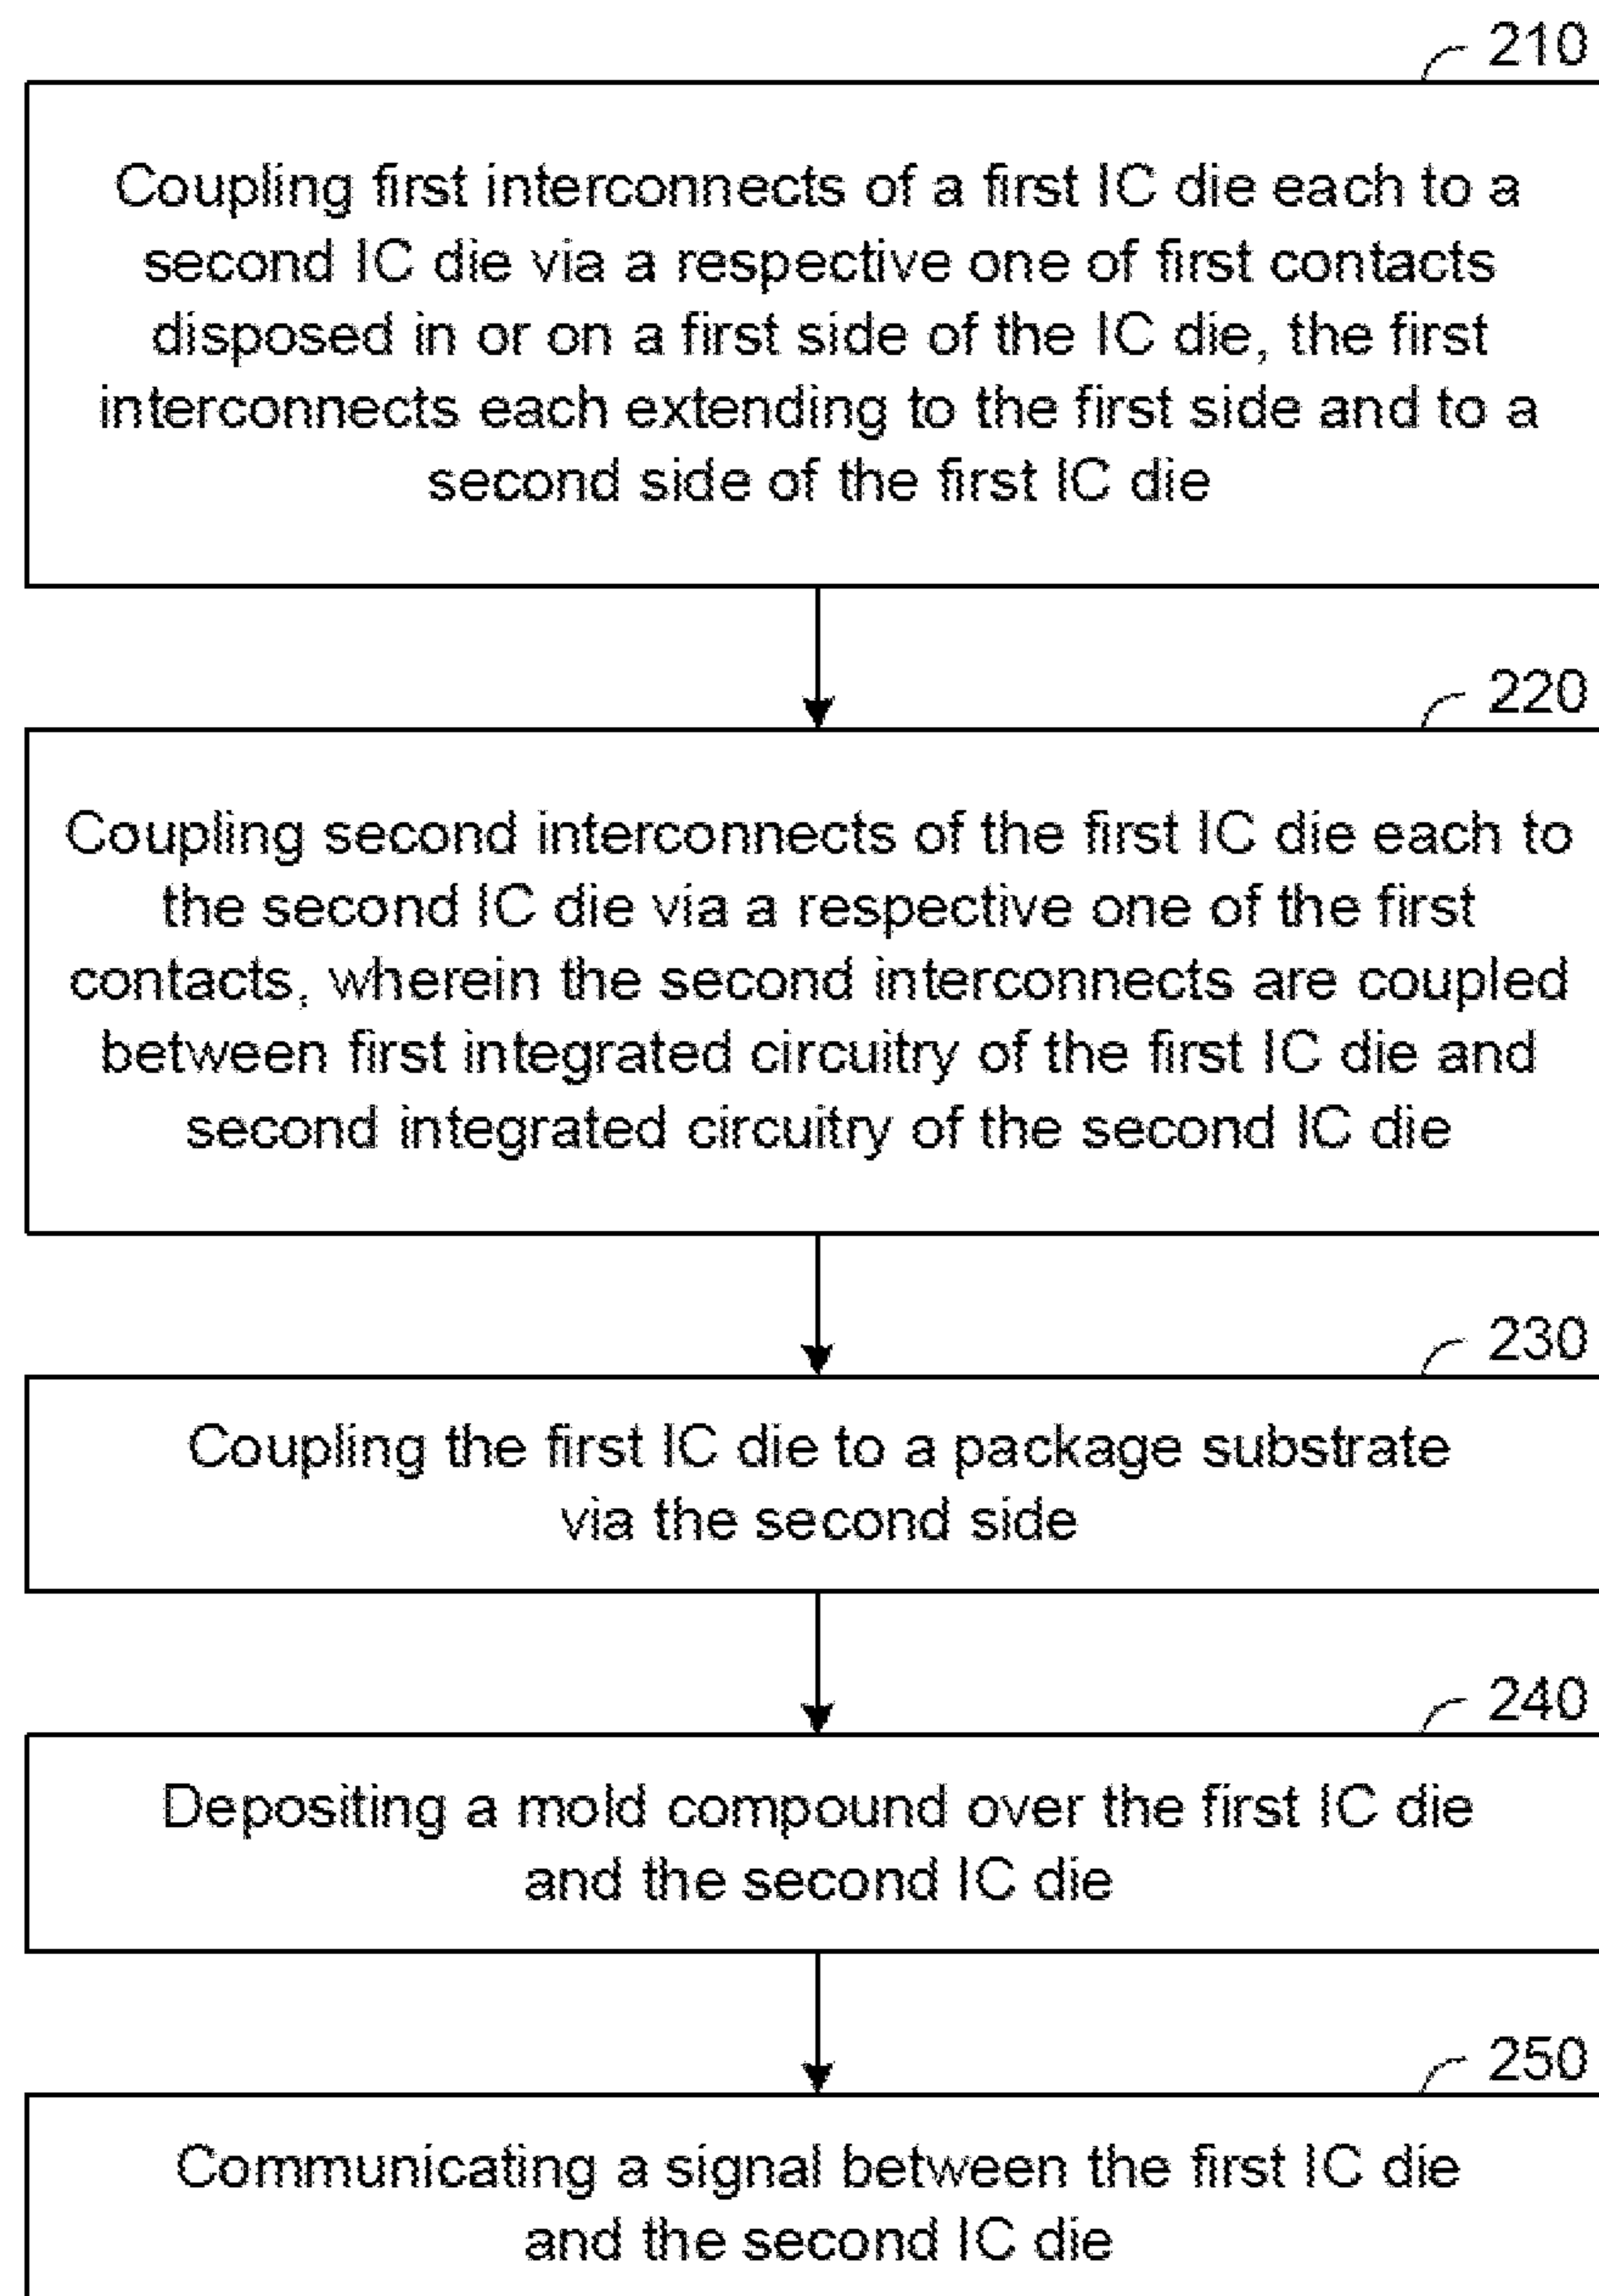 210
Coupling first interconnects of a first IC die each to a
second IC die via a respective one of first contacts
disposed in or on a first side of the IC die, the first
interconnects each extending to the first side and to a
second side of the first IC die
220
Coupling second interconnects of the first IC die each to
the second IC die via a respective one of the first
contacts, wherein the second interconnects are coupled
between first integrated circuitry of the first IC die and
second integrated circuitry of the second IC die
230
Coupling the first IC die to a package substrate
via the second side
240
Depositing a mold compound over the first IC die
and the second IC die
250
Communicating a signal between the first IC die
and the second IC die